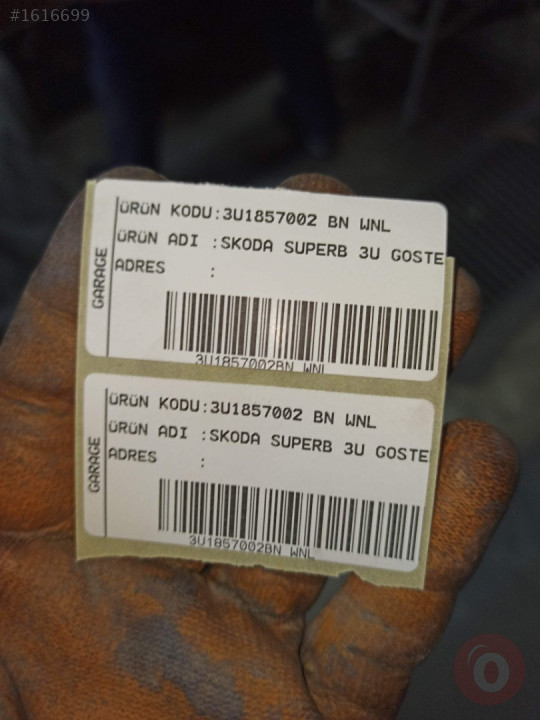 #1616699
GARAGE
ÜRÜN KODU:3U1857002 BN WNL
ÜRÜN ADI :SKODA SUPERB 3U GOSTE
ADRES :
3U1857002BN WNL
GARAGE
ÜRÜN KODU:3U1857002 BN WNL
ÜRÜN ADI :SKODA SUPERB 3U GOSTE
ADRES :
3U1857002BN WNL